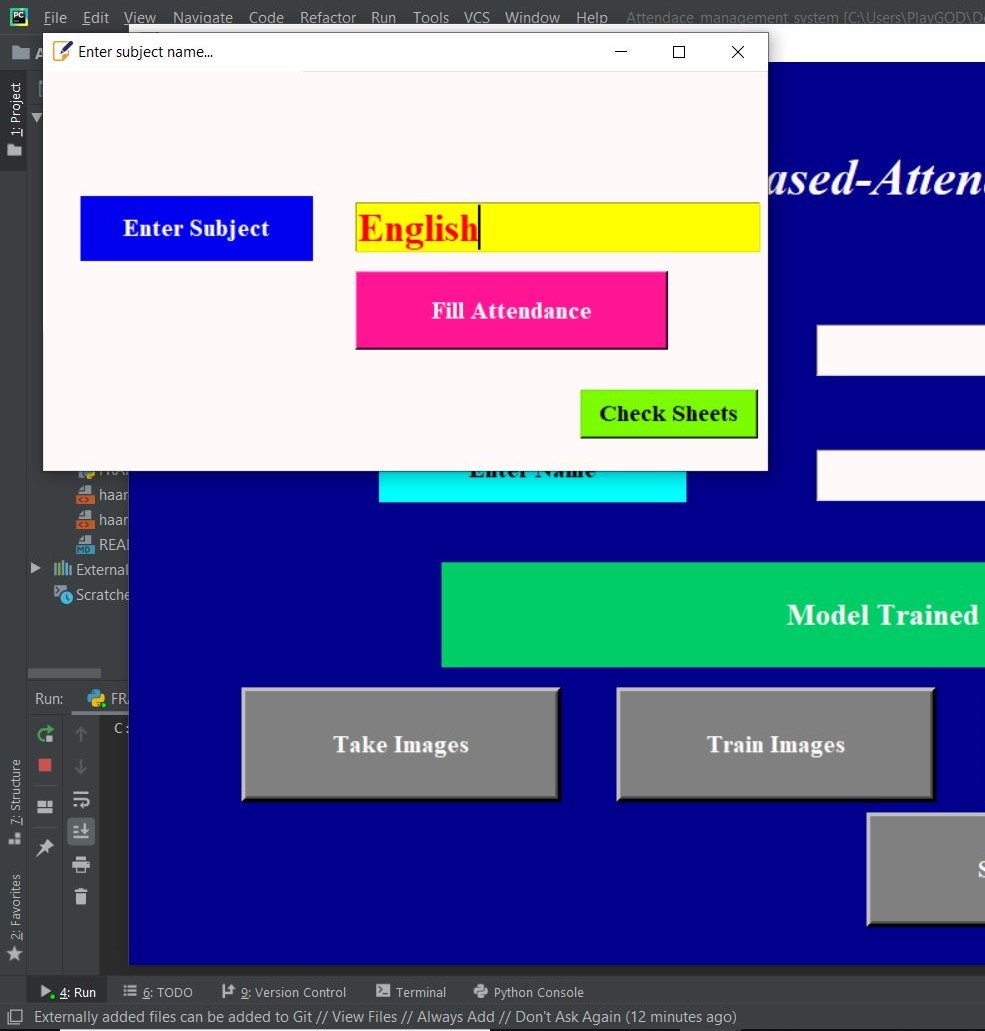 PC File Edit View Navigate Code Refactor Run Tools VCS Window Help Attendace_management_system [C:\Users\PlayGOD\D
Enter subject name...
1: Project
ased-Atten
Enter Subject
English
Fill Attendance
Check Sheets
Enter Name
haar
haar
REA
External
Scratche
Model Trained
Run: FR
C:
Take Images
Train Images
S
7: Structure
2: Favorites
4: Run 6: TODO 9: Version Control Terminal Python Console
Externally added files can be added to Git // View Files // Always Add // Don't Ask Again (12 minutes ago)